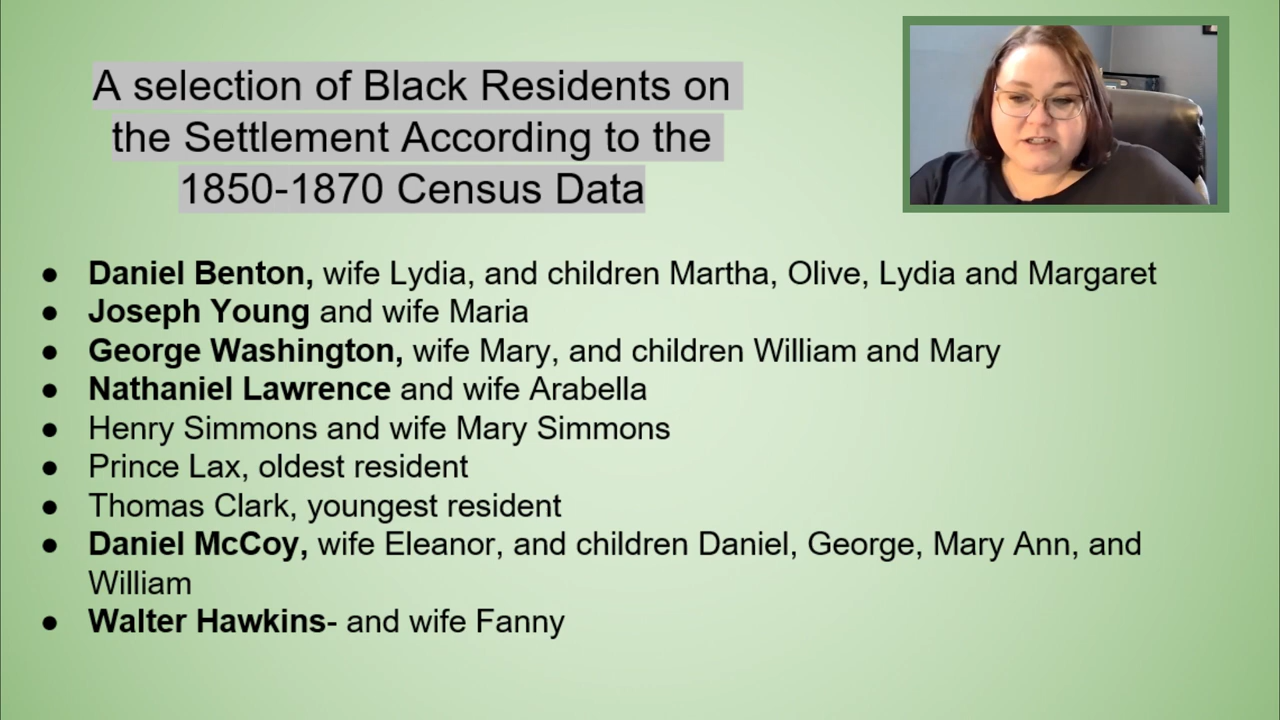 A selection of Black Residents on
the Settlement According to the
1850-1870 Census Data
● Daniel Benton, wife Lydia, and children Martha, Olive, Lydia and Margaret
● Joseph Young and wife Maria
● George Washington, wife Mary, and children William and Mary
● Nathaniel Lawrence and wife Arabella
● Henry Simmons and wife Mary Simmons
● Prince Lax, oldest resident
● Thomas Clark, youngest resident
● Daniel McCoy, wife Eleanor, and children Daniel, George, Mary Ann, and
William
● Walter Hawkins- and wife Fanny